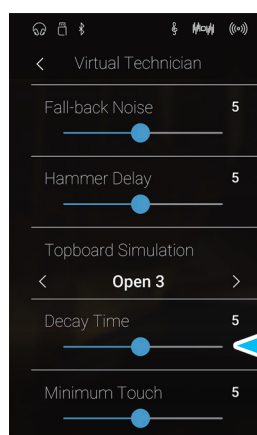 Virtual Technician
Fall-back Noise 5
Hammer Delay 5
Topboard Simulation
Open 3
Decay Time 5
Minimum Touch 5